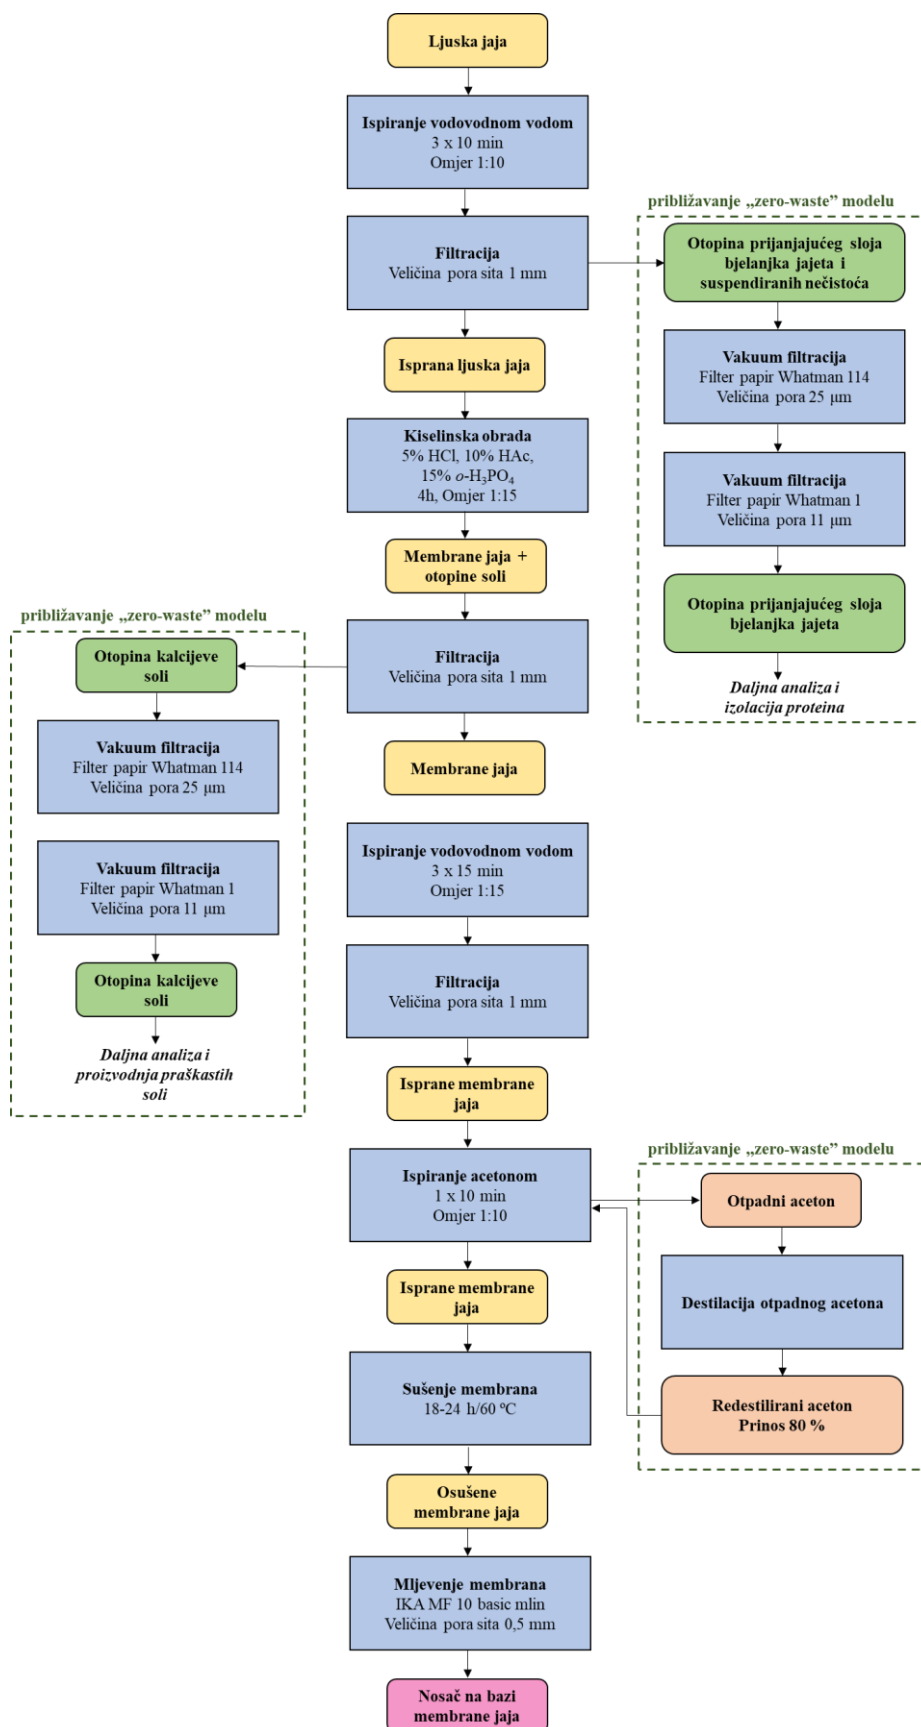 Ljuska jaja
Ispiranje vodovodnom vodom
3 x 10 min
Omjer 1:10
Filtracija
Veličina pora sita 1 mm
približavanje „zero-waste” modelu
Otopina prijanjajućeg sloja
bjelanjka jajeta i
suspendiranih nečistoća
Vakuum filtracija
Filter papir Whatman 114
Veličina pora 25 μm
Vakuum filtracija
Filter papir Whatman 1
Veličina pora 11 μm
Otopina prijanjajućeg sloja
bjelanjka jajeta
Daljna analiza i
izolacija proteina
Isprana ljuska jaja
Kiselinska obrada
5% HCl, 10% HAc,
15% o-H₃PO₄
4h, Omjer 1:15
Membrane jaja +
otopine soli
Filtracija
Veličina pora sita 1 mm
približavanje „zero-waste” modelu
Otopina kalcijeve
soli
Vakuum filtracija
Filter papir Whatman 114
Veličina pora 25 μm
Vakuum filtracija
Filter papir Whatman 1
Veličina pora 11 μm
Otopina kalcijeve
soli
Daljna analiza i
proizvodnja praškastih
soli
Membrane jaja
Ispiranje vodovodnom vodom
3 x 15 min
Omjer 1:15
Filtracija
Veličina pora sita 1 mm
Isprane membrane
jaja
Ispiranje acetonom
1 x 10 min
Omjer 1:10
približavanje „zero-waste” modelu
Otpadni aceton
Destilacija otpadnog acetona
Redestilirani aceton
Prinos 80 %
Isprane membrane
jaja
Sušenje membrana
18-24 h/60 ºC
Osušene
membrane jaja
Mljevenje membrana
IKA MF 10 basic mlin
Veličina pora sita 0,5 mm
Nosač na bazi
membrane jaja